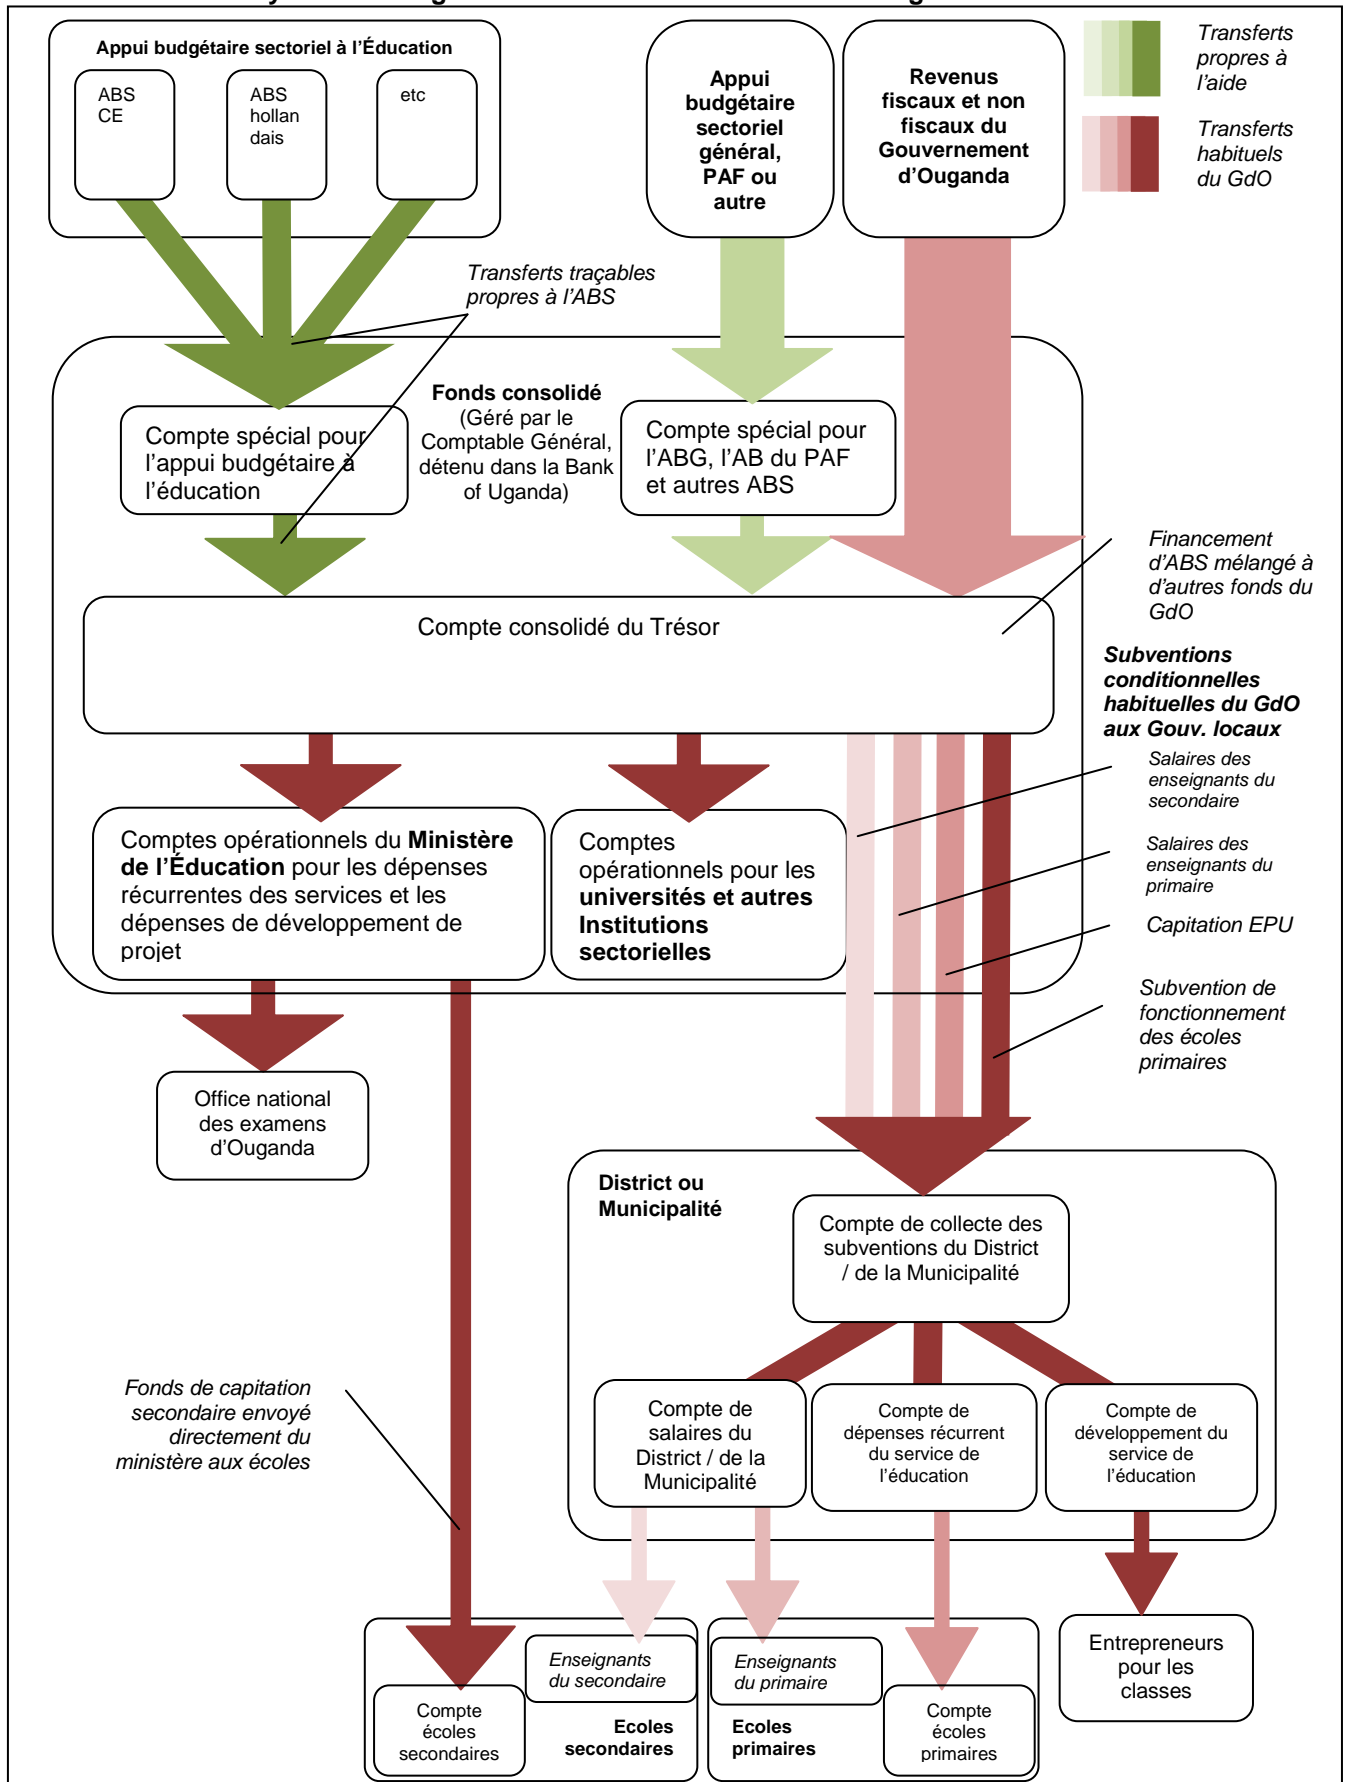 Appui budgétaire sectoriel à l’Éducation
ABS
CE
ABS
hollan
dais
etc
Appui
budgétaire
sectoriel
général,
PAF ou
autre
Revenus
fiscaux et non
fiscaux du
Gouvernement
d’Ouganda
Transferts
propres à
l’aide
Transferts
habituels
du GdO
Transferts traçables
propres à l’ABS
Fonds consolidé
(Géré par le
Comptable Général,
détenu dans la Bank
of Uganda)
Compte spécial pour
l’appui budgétaire à
l’éducation
Compte spécial pour
l’ABG, l’AB du PAF
et autres ABS
Financement
d’ABS mélangé à
d’autres fonds du
GdO
Compte consolidé du Trésor
Subventions
conditionnelles
habituelles du GdO
aux Gouv. locaux
Salaires des
enseignants du
secondaire
Salaires des
enseignants du
primaire
Capitation EPU
Subvention de
fonctionnement
des écoles
primaires
Comptes opérationnels du Ministère
de l’Éducation pour les dépenses
récurrentes des services et les
dépenses de développement de
projet
Comptes
opérationnels pour les
universités et autres
Institutions
sectorielles
Office national
des examens
d’Ouganda
District ou
Municipalité
Compte de collecte des
subventions du District
/ de la Municipalité
Fonds de capitation
secondaire envoyé
directement du
ministère aux écoles
Compte de
salaires du
District / de la
Municipalité
Compte de
dépenses récurrent
du service de
l’éducation
Compte de
développement du
service de
l’éducation
Enseignants
du secondaire
Compte
écoles
secondaires
Ecoles
secondaires
Enseignants
du primaire
Ecoles
primaires
Compte
écoles
primaires
Entrepreneurs
pour les
classes